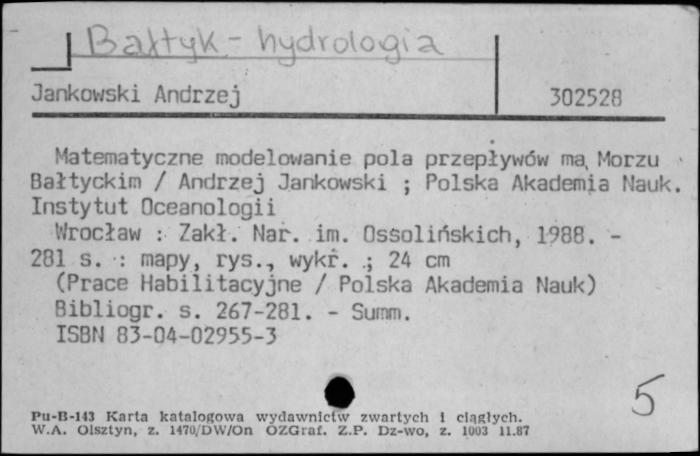 Bałtyk - hydrologia
Jankowski Andrzej 302528
Matematyczne modelowanie pola przepływów ma Morzu
Bałtyckim / Andrzej Jankowski ; Polska Akademia Nauk.
Instytut Oceanologii
Wrocław : Zakł. Nar. im. Ossolińskich, 1988. -
281 s. : mapy, rys., wykr. ; 24 cm
(Prace Habilitacyjne / Polska Akademia Nauk)
Bibliogr. s. 267-281. - Summ.
ISBN 83-04-02955-3
5
Pu-B-143 Karta katalogowa wydawnictw zwartych i ciągłych.
W.A. Olsztyn, z. 1470/DW/On OZGraf. Z.P. Dz-wo, z. 1003 11.87